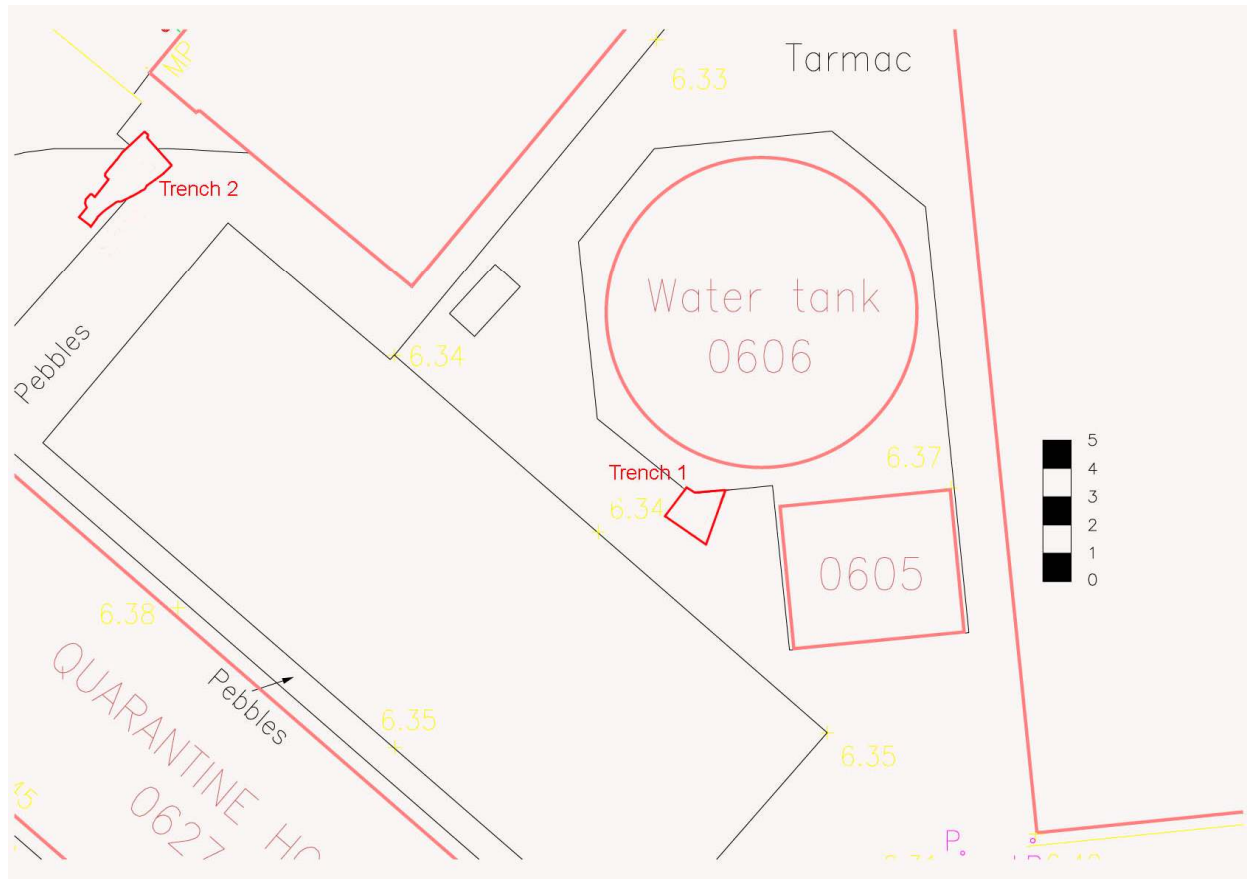 MP
Tarmac
6.33
Trench 2
Water tank
0606
Pebbles
6.34
5
4
3
2
1
0
6.37
Trench 1
6.34
0605
6.38
Pebbles
QUARANTINE
0627
6.35
6.35
P